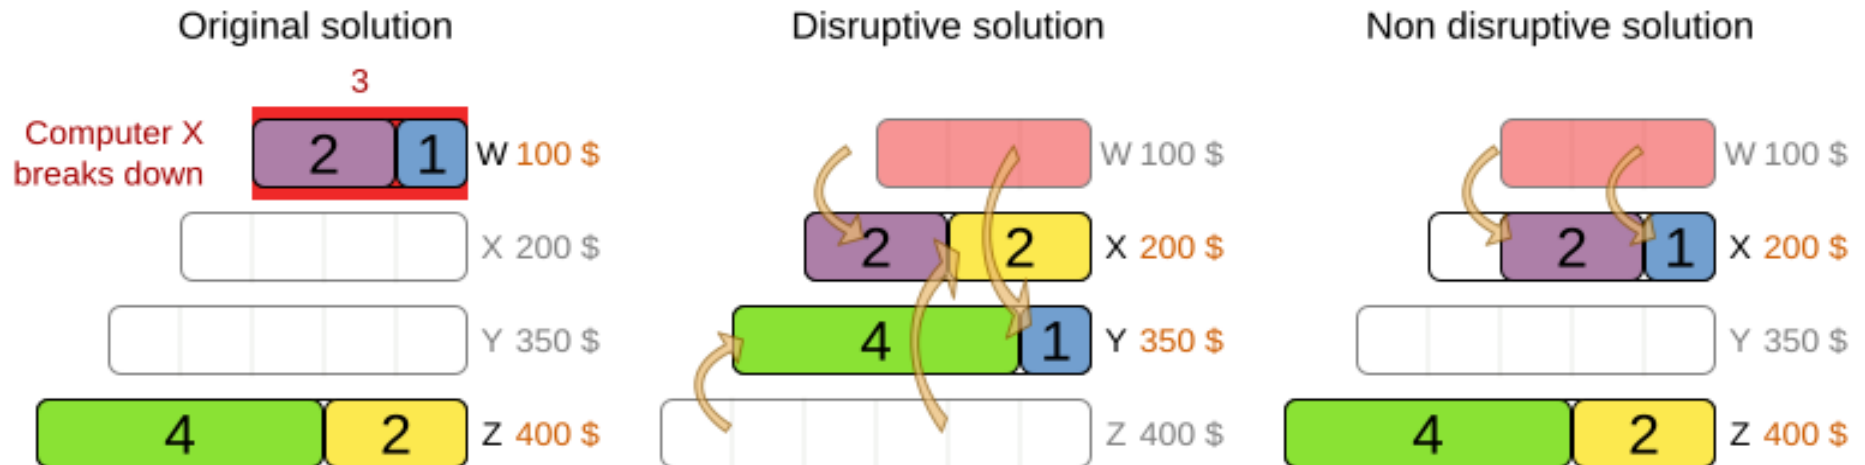 Original solution
Disruptive solution
Non disruptive solution
3
Computer X
breaks down
2 1 W 100 $
W 100 $
W 100 $
X 200 $
2 2 X 200 $
2 1 X 200 $
Y 350 $
4 1 Y 350 $
Y 350 $
4 2 Z 400 $
Z 400 $
4 2 Z 400 $